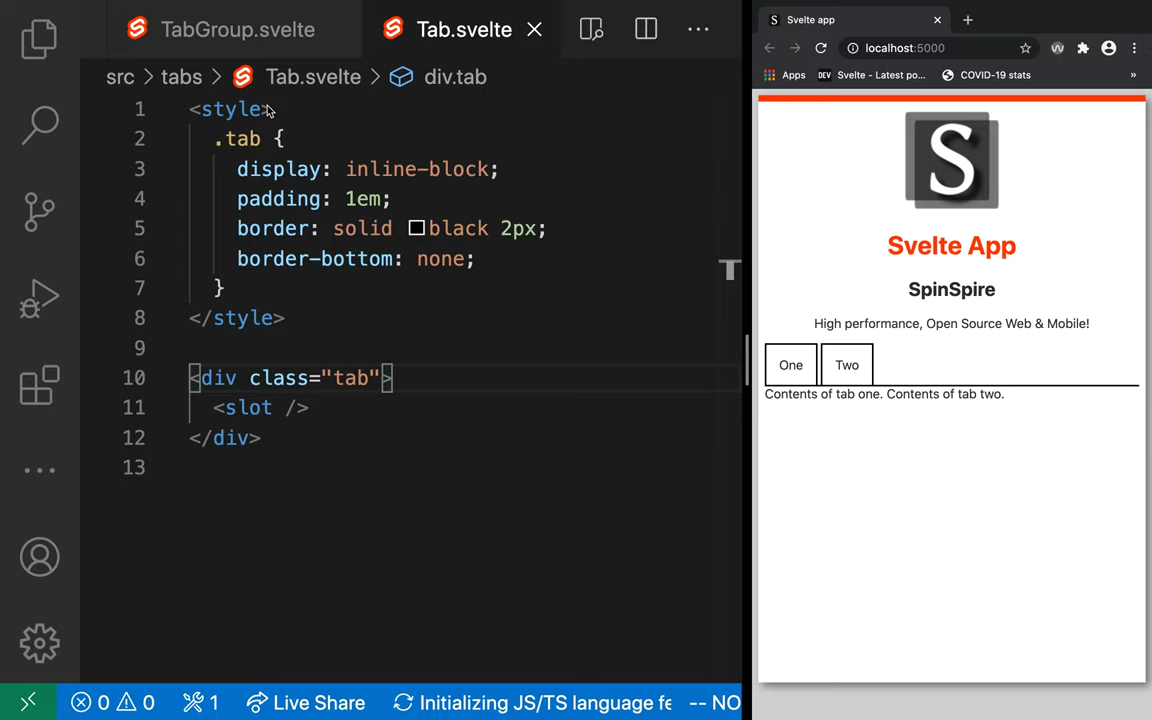 TabGroup.svelte
Tab.svelte
src > tabs > Tab.svelte > div.tab
1 <style>
2 .tab {
3 display: inline-block;
4 padding: 1em;
5 border: solid black 2px;
6 border-bottom: none;
7 }
8 </style>
9
10 <div class="tab">
11 <slot />
12 </div>
13
0 0 1 Live Share Initializing JS/TS language fe -- NO
S Svelte app
localhost:5000
Apps DEV Svelte - Latest po... COVID-19 stats »
S
Svelte App
SpinSpire
High performance, Open Source Web & Mobile!
One Two
Contents of tab one. Contents of tab two.